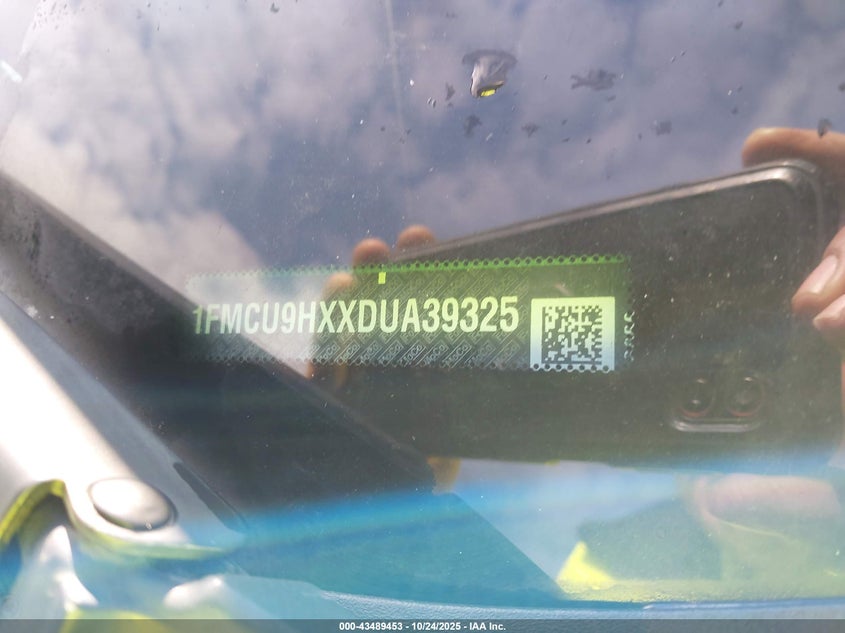 1FMCU9HXXDUA39325
000-43489453 - 10/24/2025 - IAA Inc.